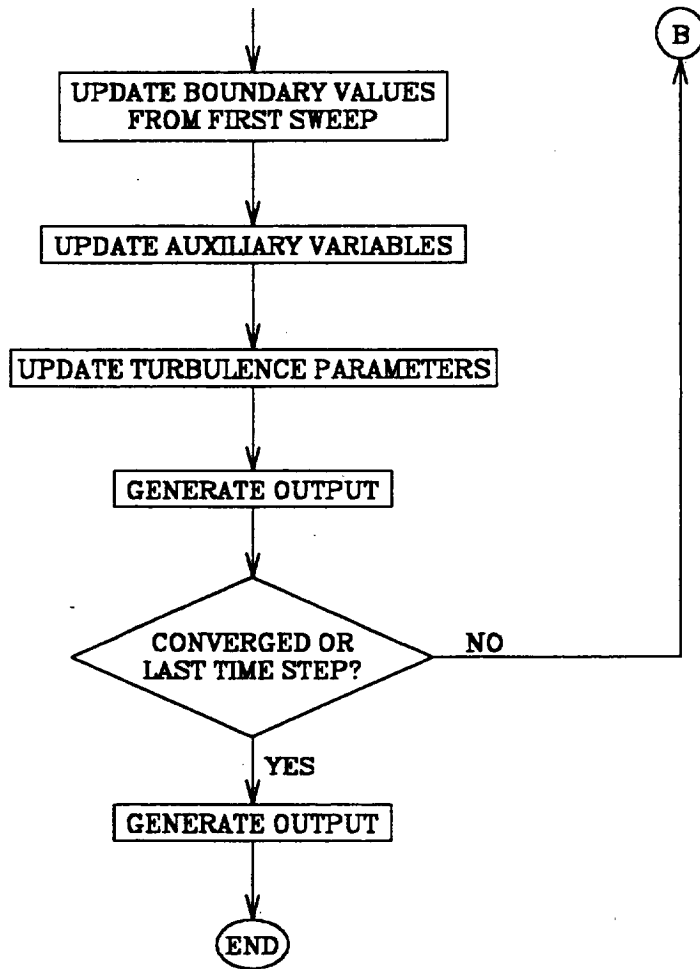 B
UPDATE BOUNDARY VALUES
FROM FIRST SWEEP
UPDATE AUXILIARY VARIABLES
UPDATE TURBULENCE PARAMETERS
GENERATE OUTPUT
CONVERGED OR
LAST TIME STEP?
NO
YES
GENERATE OUTPUT
END